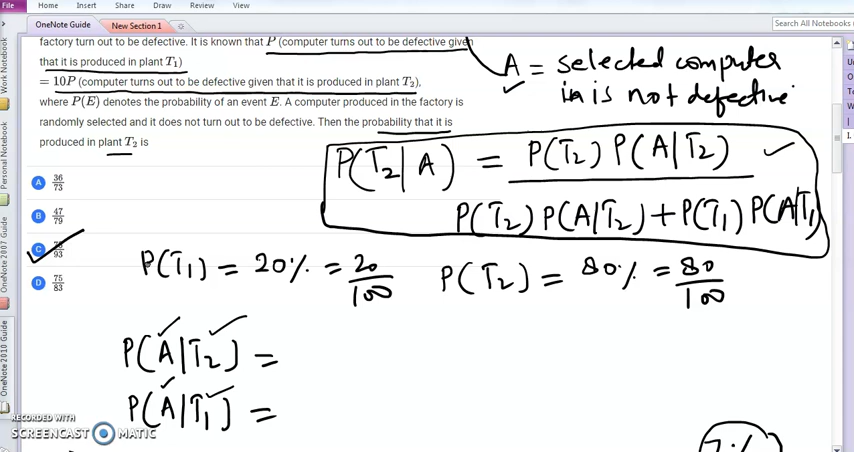 File Home Insert Share Draw Review View
OneNote Guide New Section 1 Search All Notebooks
Work Notebook
Personal Notebook
OneNote 2007 Guide
OneNote 2010 Guide
factory turn out to be defective. It is known that P (computer turns out to be defective given
that it is produced in plant T₁)
= 10P (computer turns out to be defective given that it is produced in plant T₂),
where P(E) denotes the probability of an event E. A computer produced in the factory is
randomly selected and it does not turn out to be defective. Then the probability that it is
produced in plant T₂ is
A = selected computer
is not defective
P(T₂|A) = P(T₂) P(A|T₂)
P(T₂) P(A|T₂) + P(T₁) P(A|T₁)
A 36/73
B 47/79
C 78/93
D 75/83
P(T₁) = 20% = 20/100 P(T₂) = 80% = 80/100
P(A|T₂) =
P(A|T₁) =
RECORDED WITH
SCREENCAST MATIC